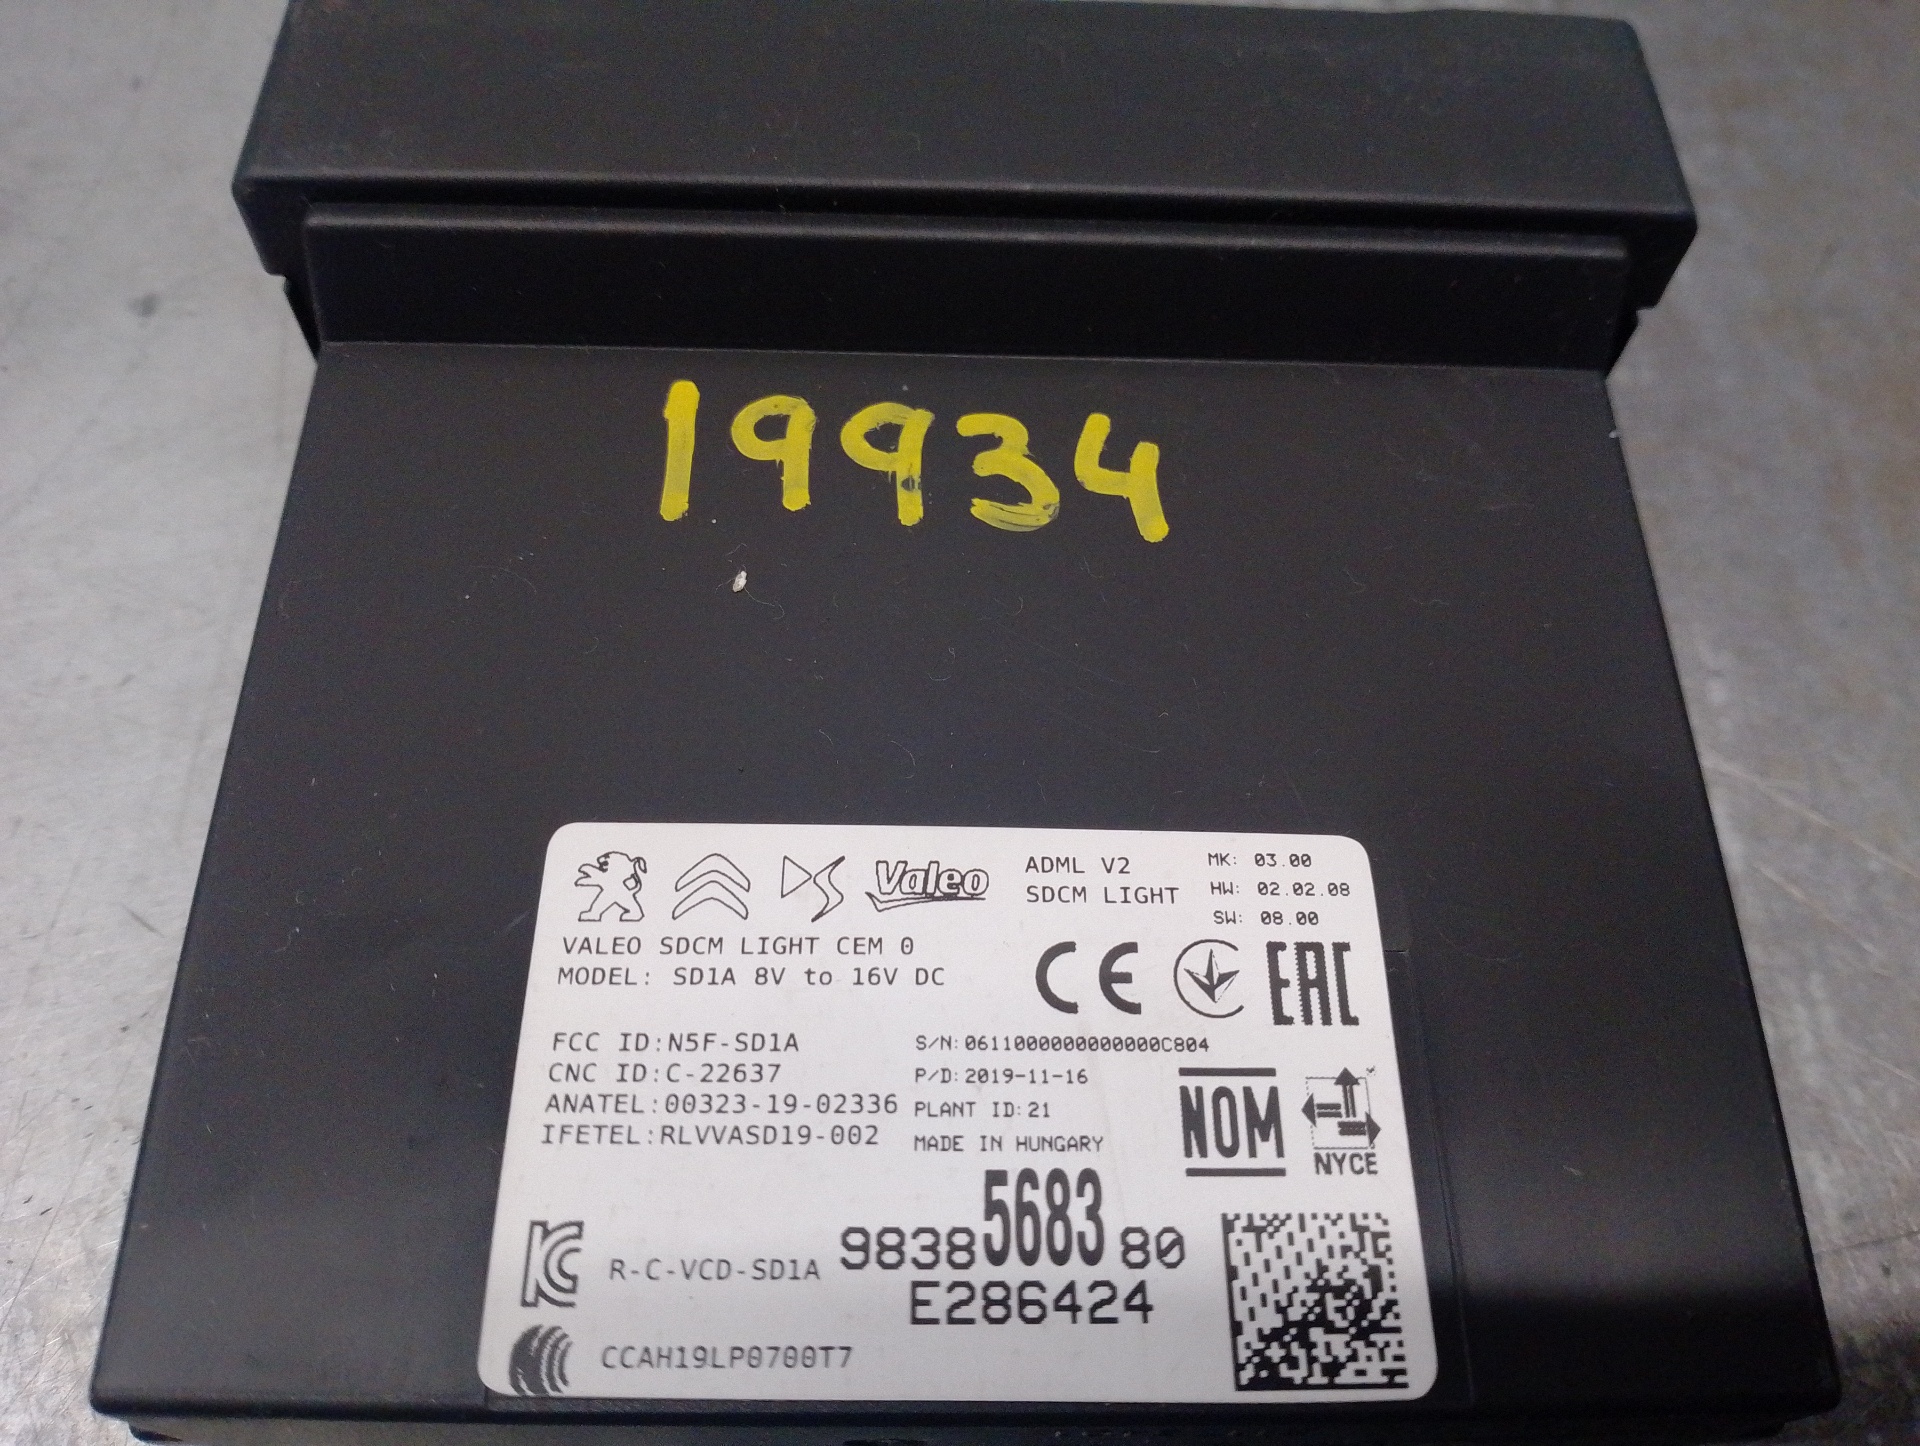 19934
Valeo
ADML V2
SDCM LIGHT
MK: 03.00
HW: 02.02.08
SW: 08.00
VALEO SDCM LIGHT CEM 0
MODEL: SD1A 8V to 16V DC
CE
EAC
FCC ID:N5F-SD1A
CNC ID:C-22637
ANATEL:00323-19-02336
IFETEL:RLVVASD19-002
S/N:0611000000000000C804
P/D:2019-11-16
PLANT ID:21
MADE IN HUNGARY
NOM
NYCE
R-C-VCD-SD1A
9838568380
E286424
CCAH19LP0700T7